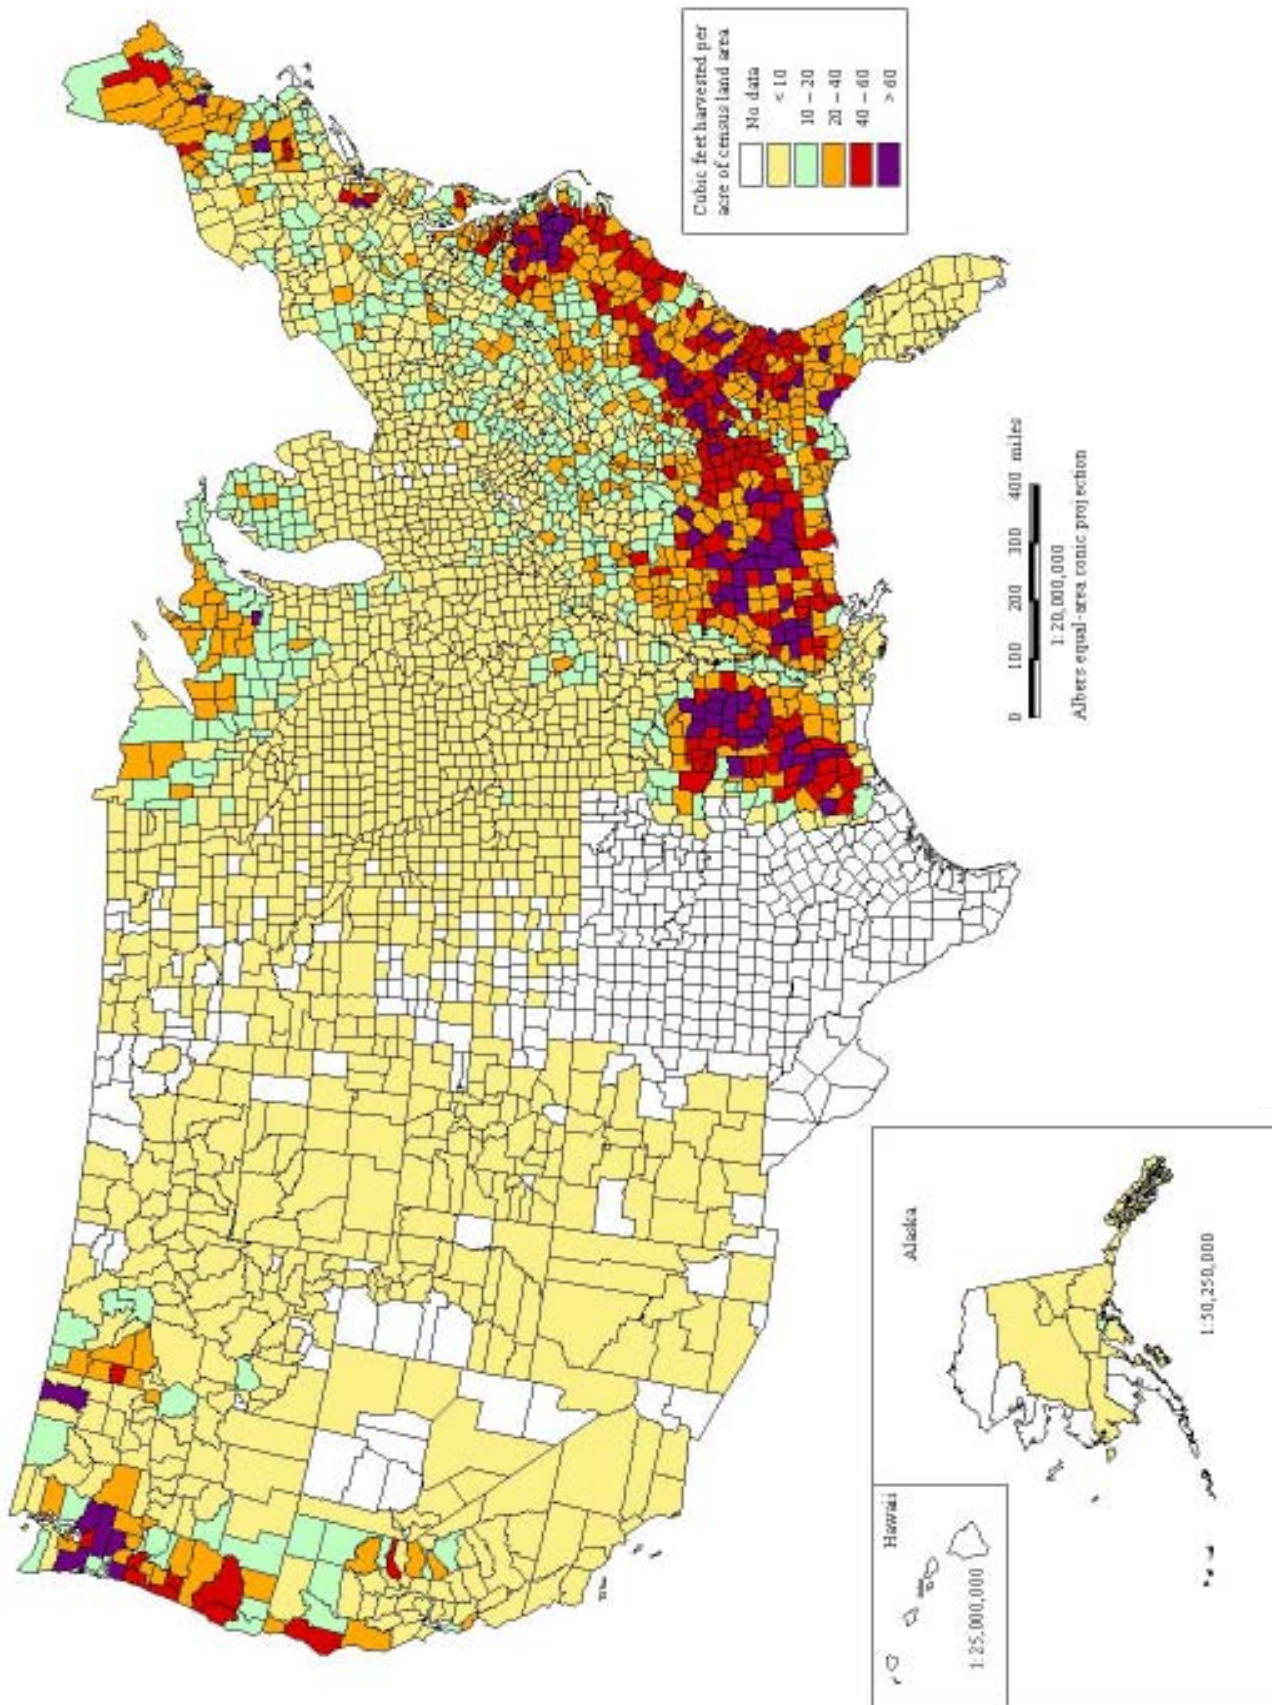 Cubic feet harvested per
acre of census land area
No data
< 10
10 – 20
20 – 40
40 – 60
> 60
0 100 200 300 400 miles
1:20,000,000
Albers equal-area conic projection
Alaska
1:50,250,000
Hawaii
1:25,000,000